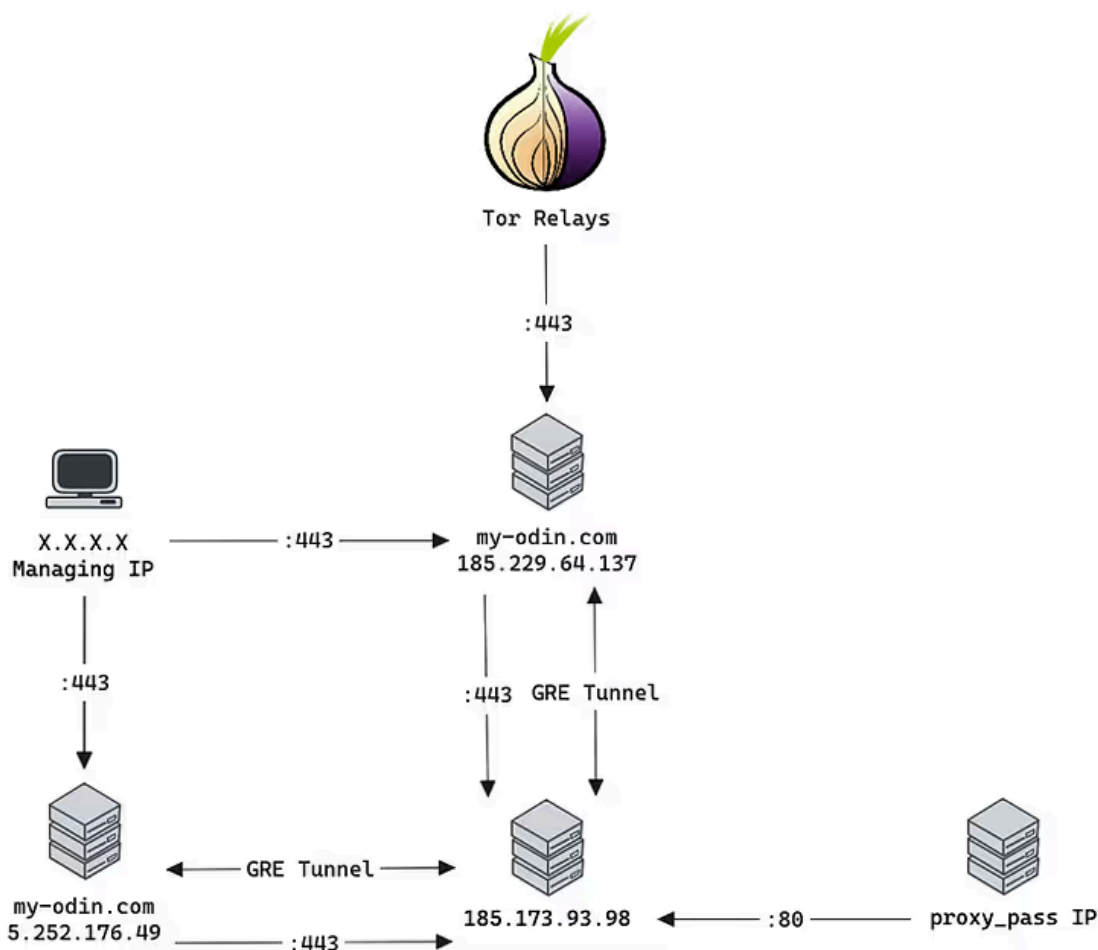 Tor Relays
:443
X.X.X.X
Managing IP
:443
my-odin.com
185.229.64.137
:443
:443
GRE Tunnel
my-odin.com
5.252.176.49
GRE Tunnel
:443
185.173.93.98
:80
proxy_pass IP